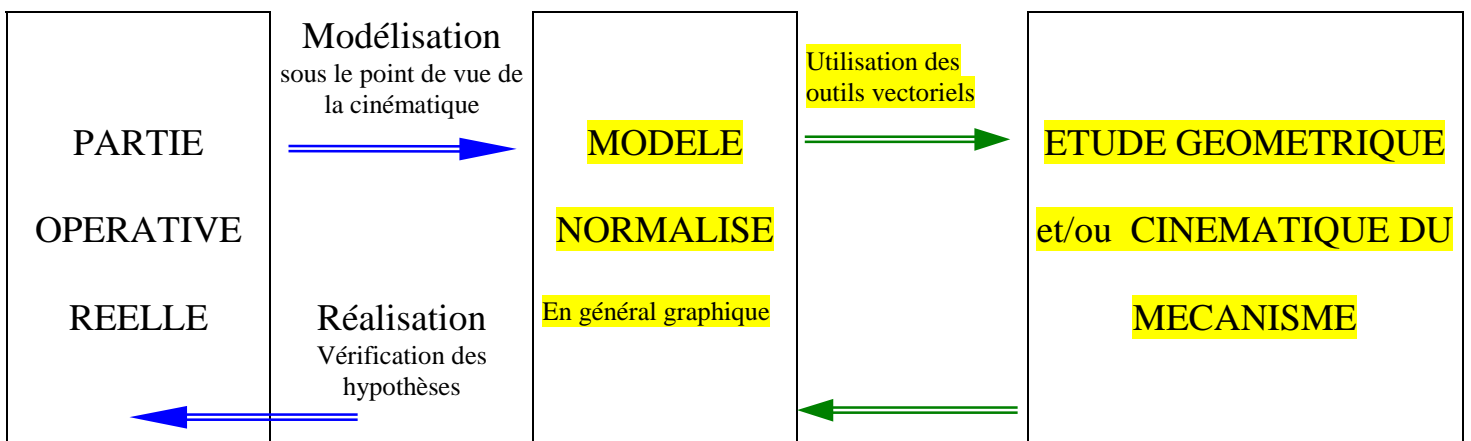 PARTIE
OPERATIVE
REELLE
Modélisation
sous le point de vue de
la cinématique
Réalisation
Vérification des
hypothèses
MODELE
NORMALISE
En général graphique
Utilisation des
outils vectoriels
ETUDE GEOMETRIQUE
et/ou CINEMATIQUE DU
MECANISME